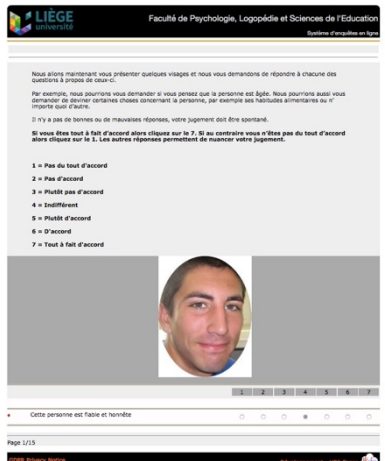 LIÈGE
université
Faculté de Psychologie, Logopédie et Sciences de l'Education
Système d'enquêtes en ligne
Nous allons maintenant vous présenter quelques visages et nous vous demandons de répondre à chacune des
questions à propos de ceux-ci.
Par exemple, nous pourrions vous demander si vous pensez que la personne est âgée. Nous pourrions aussi vous
demander de deviner certaines choses concernant la personne, par exemple ses habitudes alimentaires ou n'
importe quoi d'autre.
Il n'y a pas de bonnes ou de mauvaises réponses, votre jugement doit être spontané.
Si vous êtes tout à fait d'accord alors cliquez sur le 7. Si au contraire vous n'êtes pas du tout d'accord
alors cliquez sur le 1. Les autres réponses permettent de nuancer votre jugement.
1 = Pas du tout d'accord
2 = Pas d'accord
3 = Plutôt pas d'accord
4 = Indifférent
5 = Plutôt d'accord
6 = D'accord
7 = Tout à fait d'accord
1 2 3 4 5 6 7
Cette personne est fiable et honnête
Page 1/15
GDPR Privacy Notice